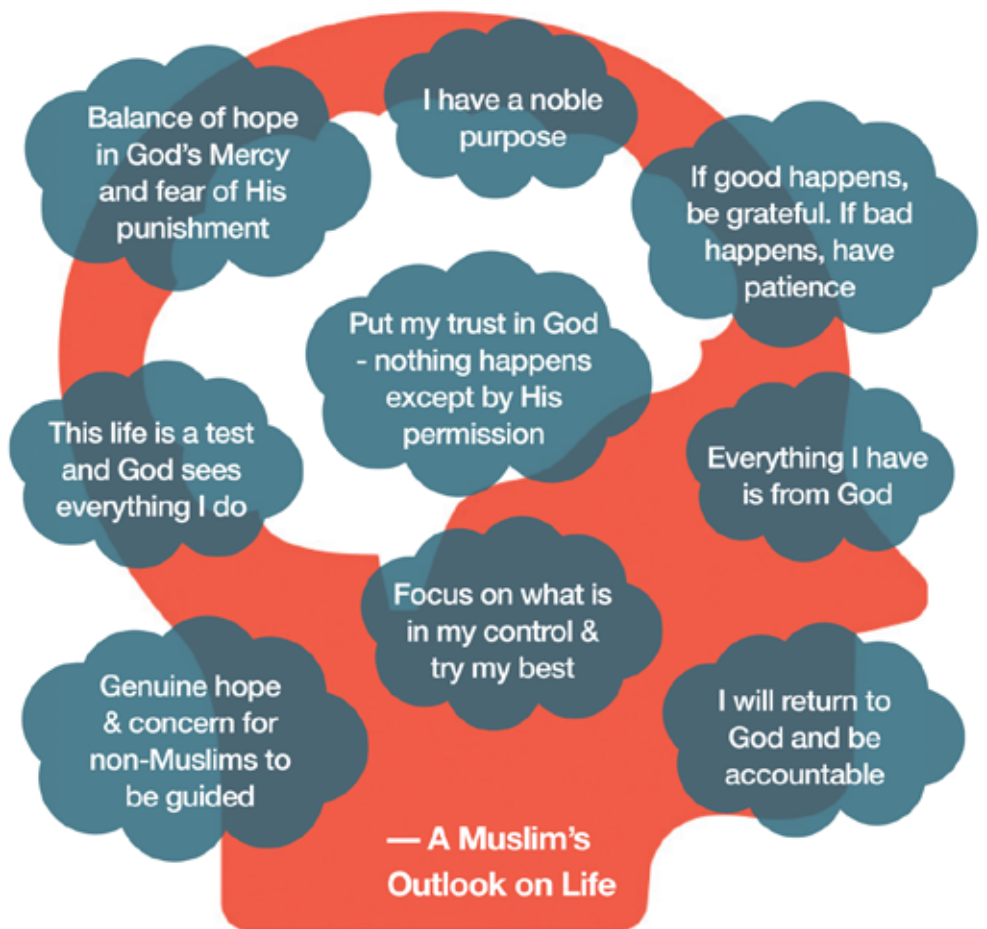 Balance of hope
in God's Mercy
and fear of His
punishment
I have a noble
purpose
If good happens,
be grateful. If bad
happens, have
patience
Put my trust in God
- nothing happens
except by His
permission
This life is a test
and God sees
everything I do
Everything I have
is from God
Focus on what is
in my control &
try my best
Genuine hope
& concern for
non-Muslims to
be guided
I will return to
God and be
accountable
— A Muslim's
Outlook on Life